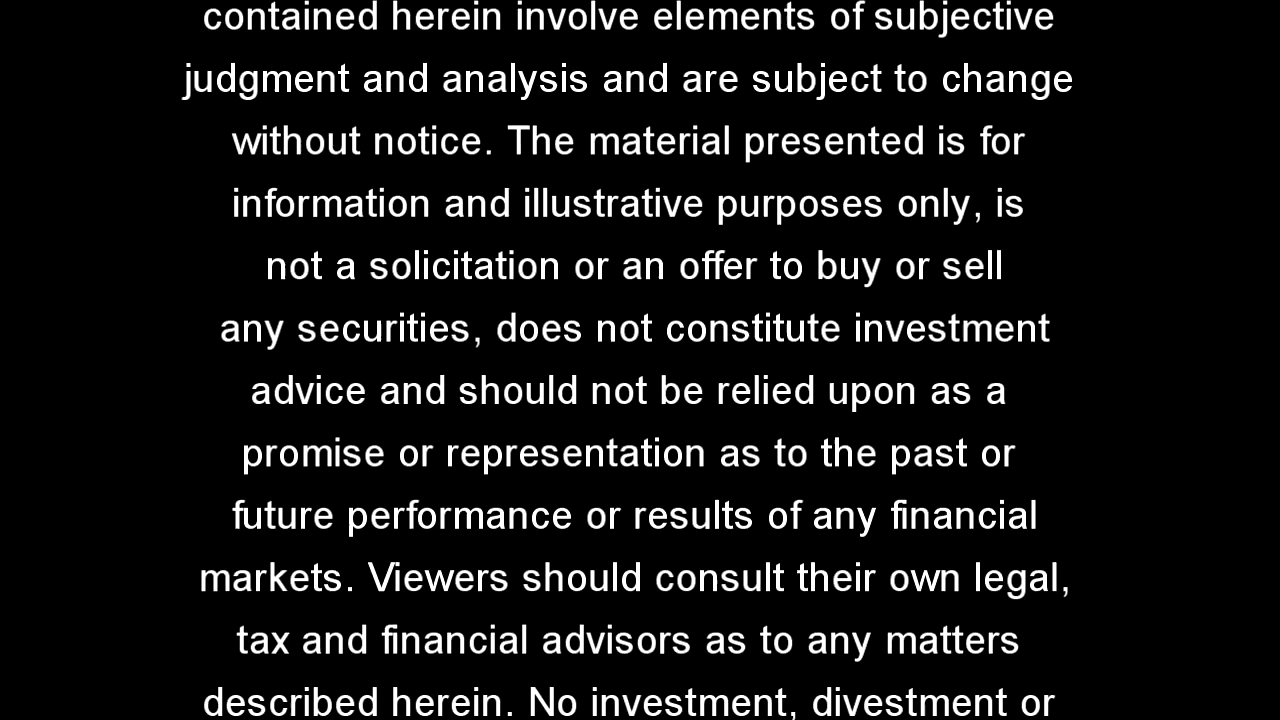 contained herein involve elements of subjective
judgment and analysis and are subject to change
without notice. The material presented is for
information and illustrative purposes only, is
not a solicitation or an offer to buy or sell
any securities, does not constitute investment
advice and should not be relied upon as a
promise or representation as to the past or
future performance or results of any financial
markets. Viewers should consult their own legal,
tax and financial advisors as to any matters
described herein. No investment, divestment or